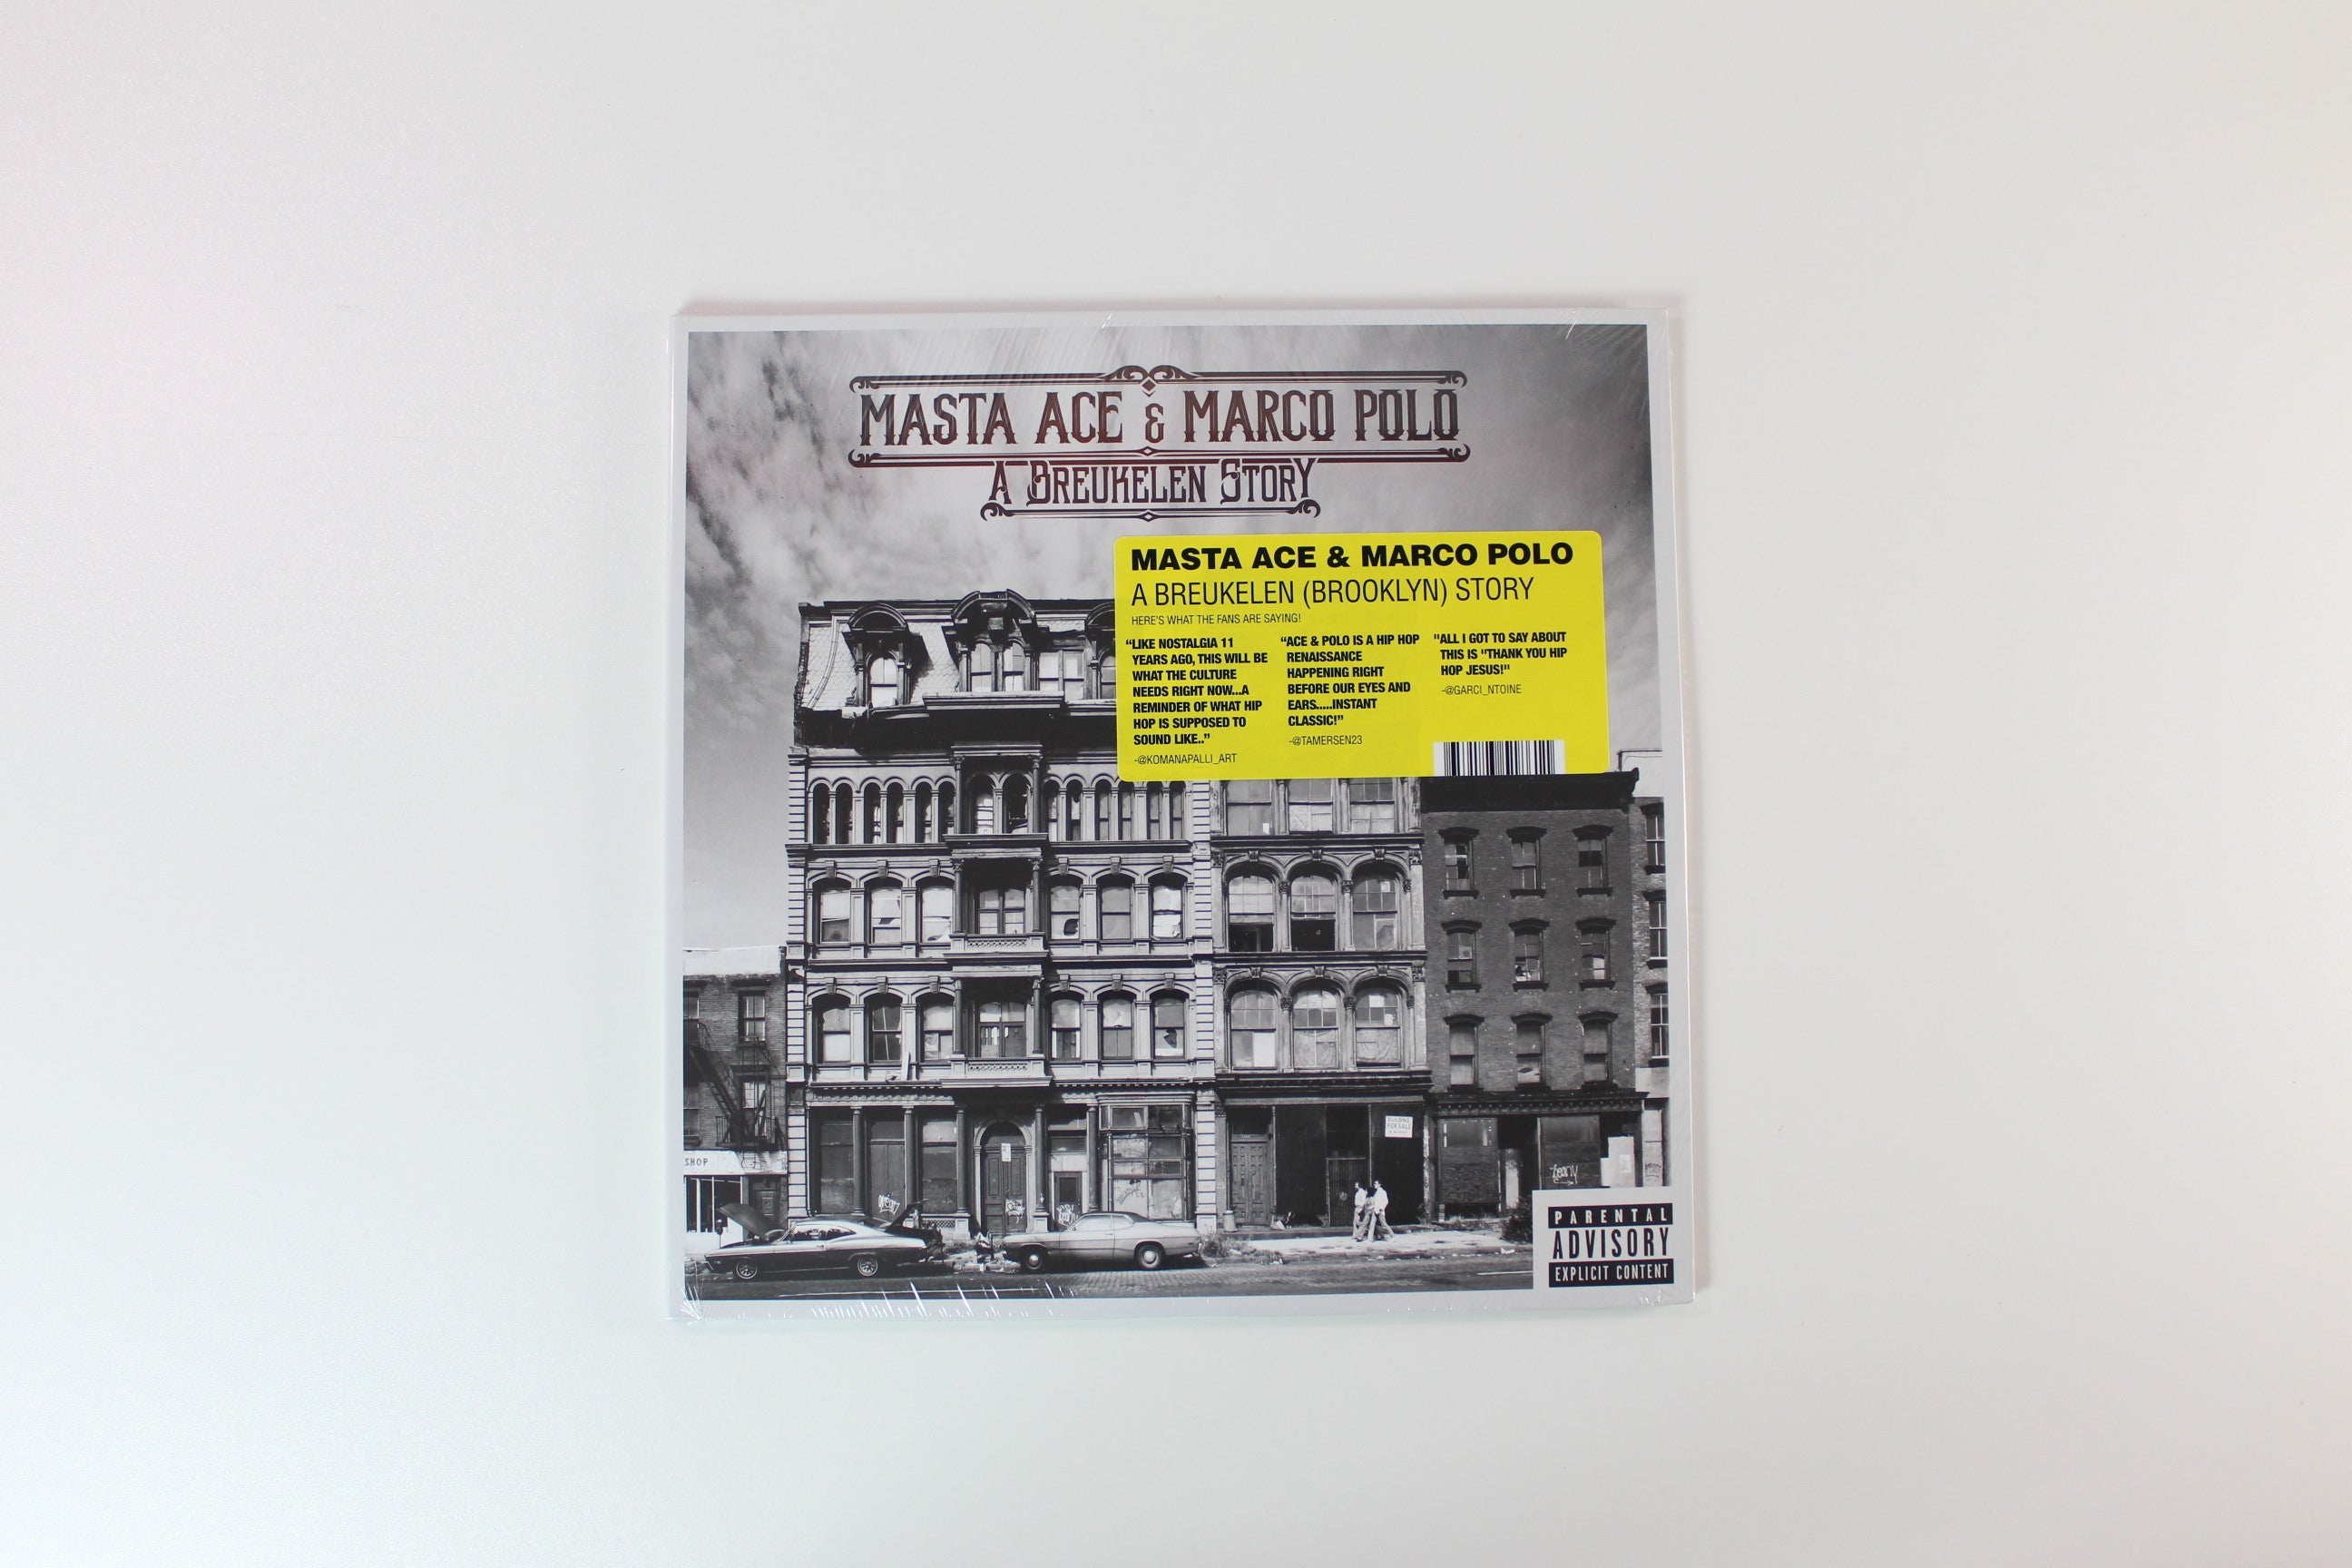 MASTA ACE & MARCO POLO
A BREUKELEN STORY
MASTA ACE & MARCO POLO
A BREUKELEN (BROOKLYN) STORY
HERE'S WHAT THE FANS ARE SAYING!
“LIKE NOSTALGIA 11
YEARS AGO, THIS WILL BE
WHAT THE CULTURE
NEEDS RIGHT NOW...A
REMINDER OF WHAT HIP
HOP IS SUPPOSED TO
SOUND LIKE..”
-@KOMANAPALLI_ART
“ACE & POLO IS A HIP HOP
RENAISSANCE
HAPPENING RIGHT
BEFORE OUR EYES AND
EARS.....INSTANT
CLASSIC!”
-@TAMERSEN23
"ALL I GOT TO SAY ABOUT
THIS IS "THANK YOU HIP
HOP JESUS!"
-@GARCI_NTOINE
BUILDING
FOR SALE
SHOP
PARENTAL
ADVISORY
EXPLICIT CONTENT